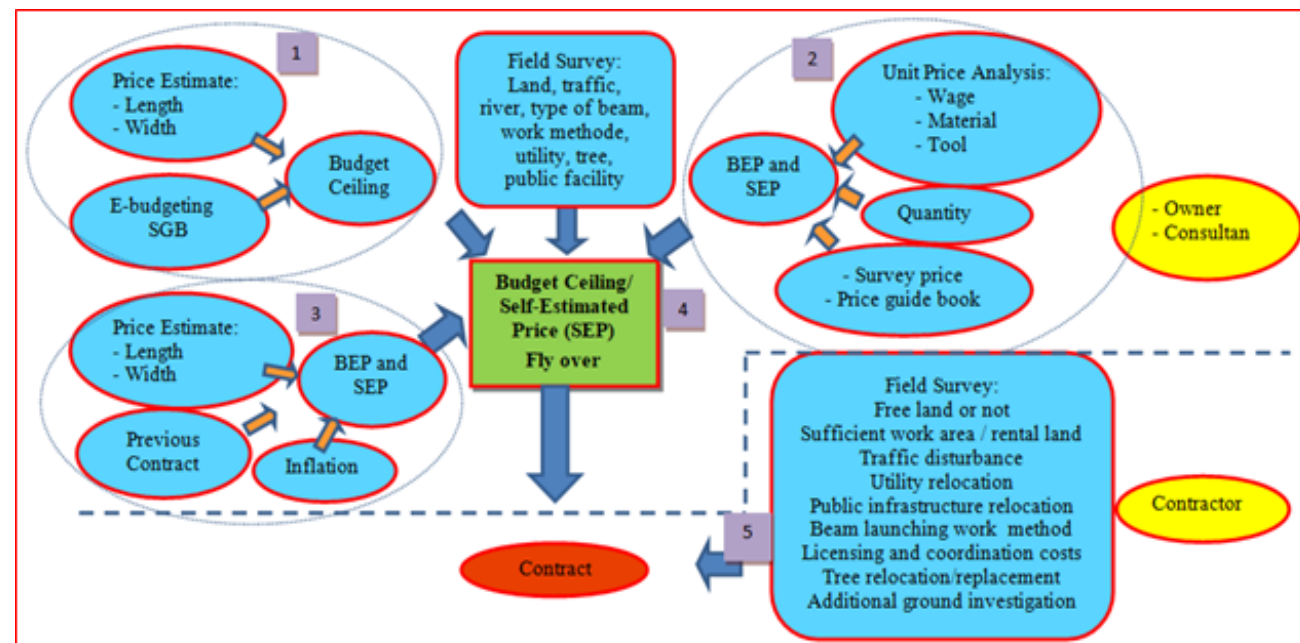 1
Price Estimate:
- Length
- Width
Budget
Ceiling
E-budgeting
SGB
Field Survey:
Land, traffic,
river, type of beam,
work methode,
utility, tree,
public facility
2
Unit Price Analysis:
- Wage
- Material
- Tool
BEP and
SEP
Quantity
- Survey price
- Price guide book
- Owner
- Consultan
3
Price Estimate:
- Length
- Width
BEP and
SEP
Previous
Contract
Inflation
Budget Ceiling/
Self-Estimated
Price (SEP)
Fly over
4
Field Survey:
Free land or not
Sufficient work area / rental land
Traffic disturbance
Utility relocation
Public infrastructure relocation
Beam launching work method
Licensing and coordination costs
Tree relocation/replacement
Additional ground investigation
5
Contractor
Contract